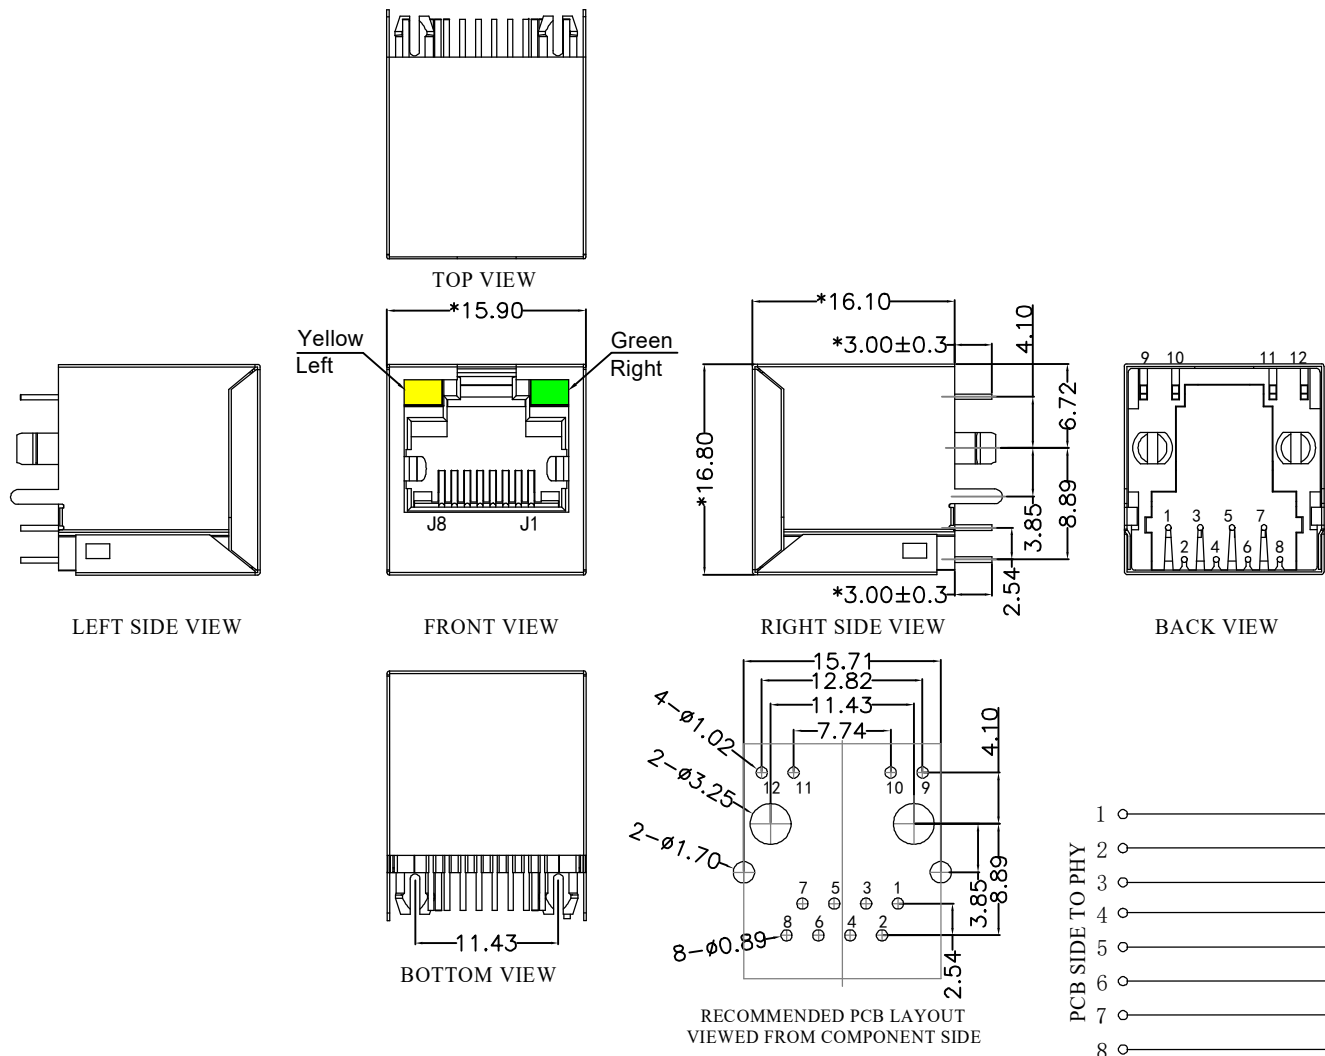 TOP VIEW
*15.90
Yellow
Left
Green
Right
J8
J1
LEFT SIDE VIEW
FRONT VIEW
*16.10
*3.00±0.3
4.10
6.72
*16.80
3.85
8.89
2.54
*3.00±0.3
RIGHT SIDE VIEW
9 10 11 12
1 3 5 7
2 4 6 8
BACK VIEW
11.43
BOTTOM VIEW
15.71
12.82
11.43
7.74
4-ø1.02
2-ø3.25
2-ø1.70
8-ø0.89
4.10
12 11 10 9
7 5 3 1
8 6 4 2
3.85
8.89
2.54
RECOMMENDED PCB LAYOUT
VIEWED FROM COMPONENT SIDE
PCB SIDE TO PHY
1
2
3
4
5
6
7
8